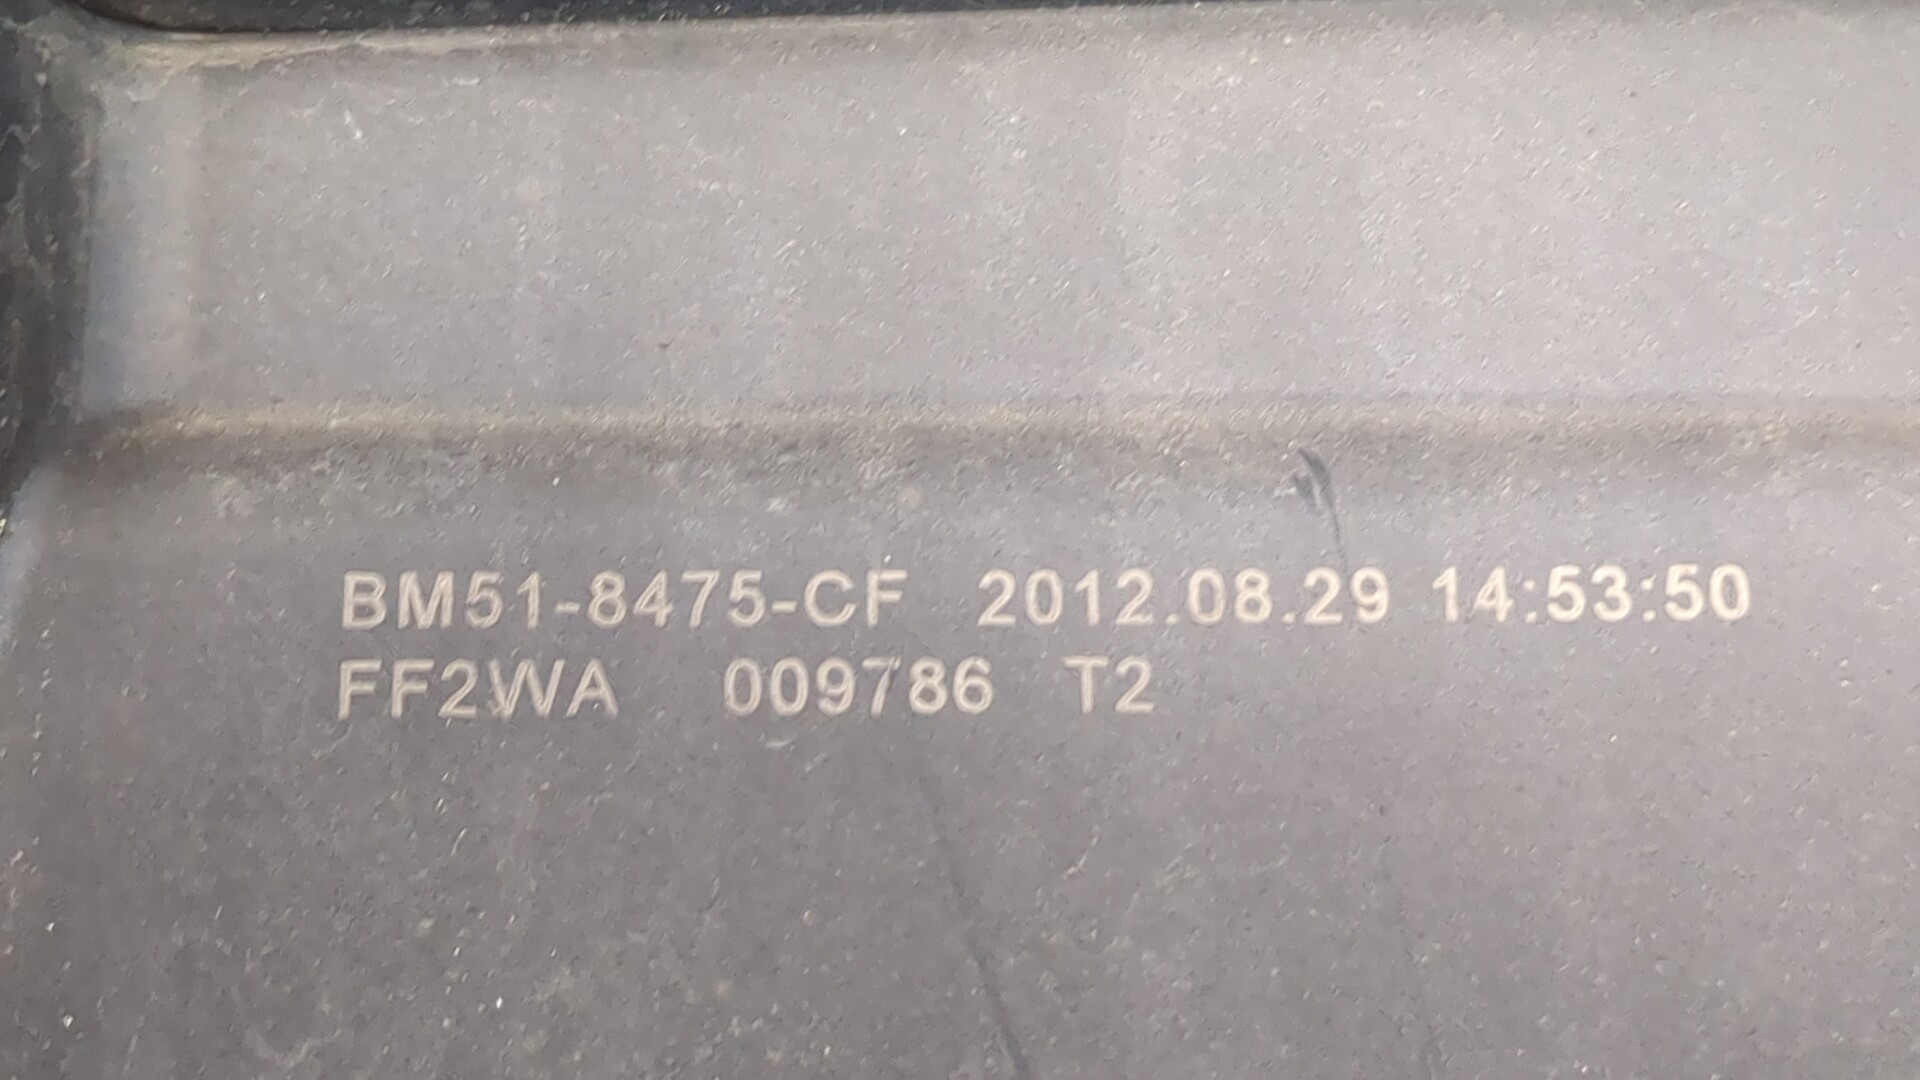 BM51-8475-CF 2012.08.29 14:53:50
FF2WA 009786 T2